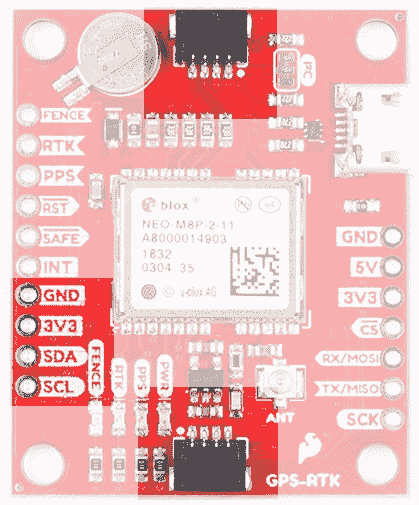 I²C
FENCE
RTK
PPS
RST
SAFE
INT
GND
3V3
SDA
SCL
blox
NEO-M8P-2-11
A8000014903
1832
0304 35
u-blox AG
GND
5V
3V3
CS
RX/MOSI
TX/MISO
SCK
FENCE
RTK
PPS
PWR
ANT
GPS-RTK